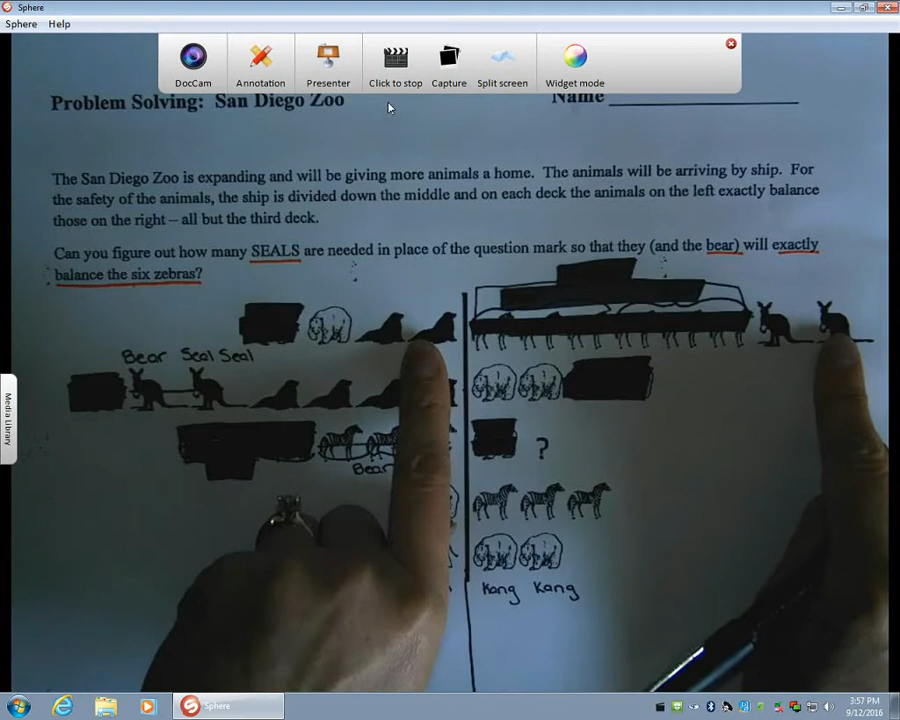 Sphere
Sphere Help
DocCam Annotation Presenter Click to stop Capture Split screen Widget mode
Problem Solving: San Diego Zoo Name
The San Diego Zoo is expanding and will be giving more animals a home. The animals will be arriving by ship. For
the safety of the animals, the ship is divided down the middle and on each deck the animals on the left exactly balance
those on the right – all but the third deck.
Can you figure out how many SEALS are needed in place of the question mark so that they (and the bear) will exactly
balance the six zebras?
Bear Seal Seal
Media Library
?
Bear
Kang Kang
Sphere
3:57 PM
9/12/2016